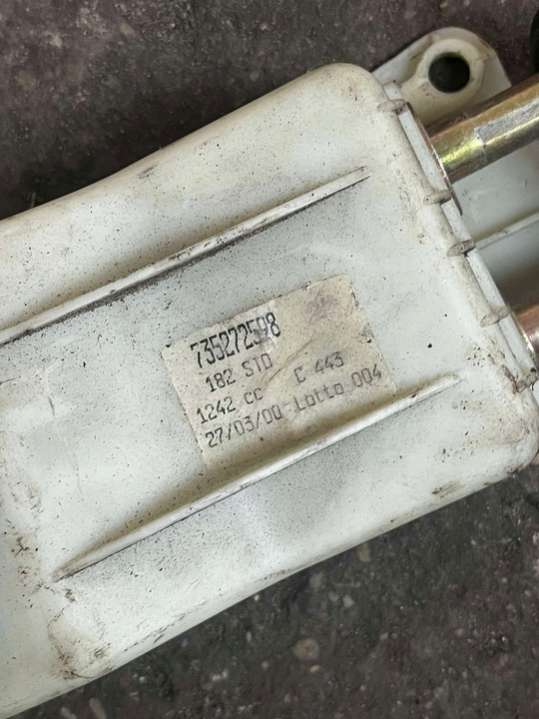 735272598
182 STD
1242 cc C 443
27/03/00-Lotto 004